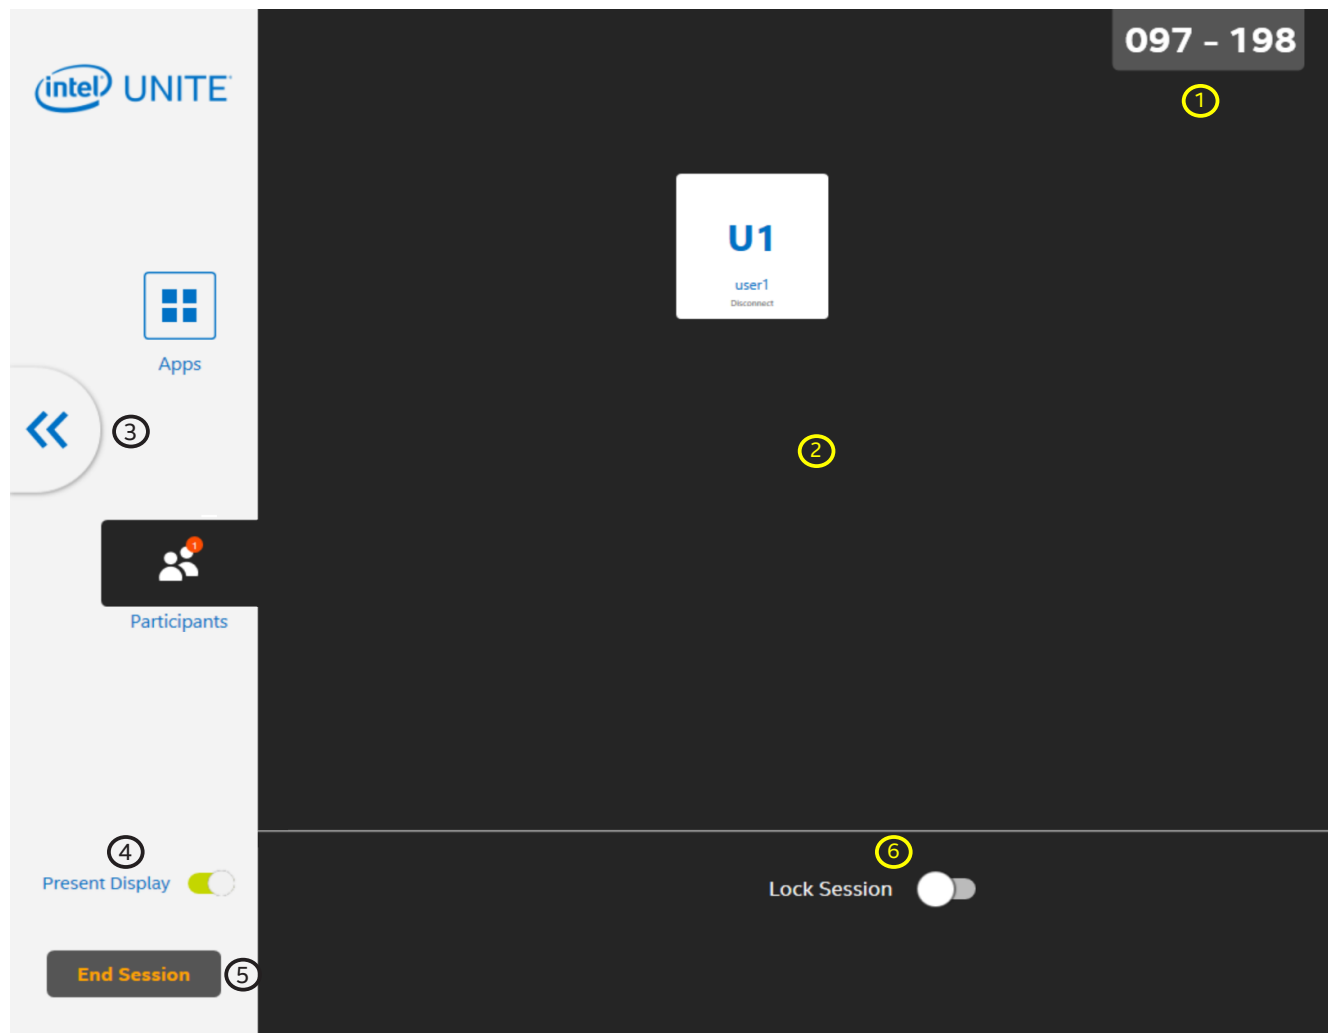 097 - 198
intel UNITE
1
U1
user1
Disconnect
Apps
3
2
1
Participants
4
6
Present Display
Lock Session
End Session
5